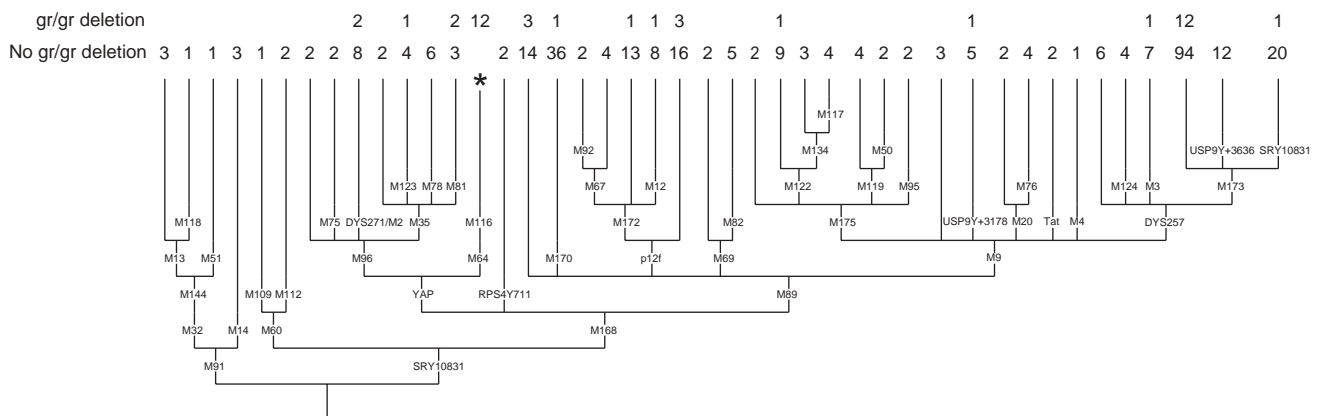 gr/gr deletion 2 1 2 12 3 1 1 1 3 1 1 1 12 1
No gr/gr deletion 3 1 1 3 1 2 2 2 8 2 4 6 3 2 14 36 2 4 13 8 16 2 5 2 9 3 4 4 2 2 3 5 2 4 2 1 6 4 7 94 12 20
*
M117
M92 M134 M50 USP9Y+3636 SRY10831
M123 M78 M81 M67 M12 M122 M119 M95 M76 M124 M3 M173
M118 M75 DYS271/M2 M35 M116 M172 M82 M175 USP9Y+3178 M20 Tat M4 DYS257
M13 M51 M96 M64 M170 p12f M69 M9
M144 M109 M112 YAP RPS4Y711 M89
M32 M14 M60 M168
M91 SRY10831